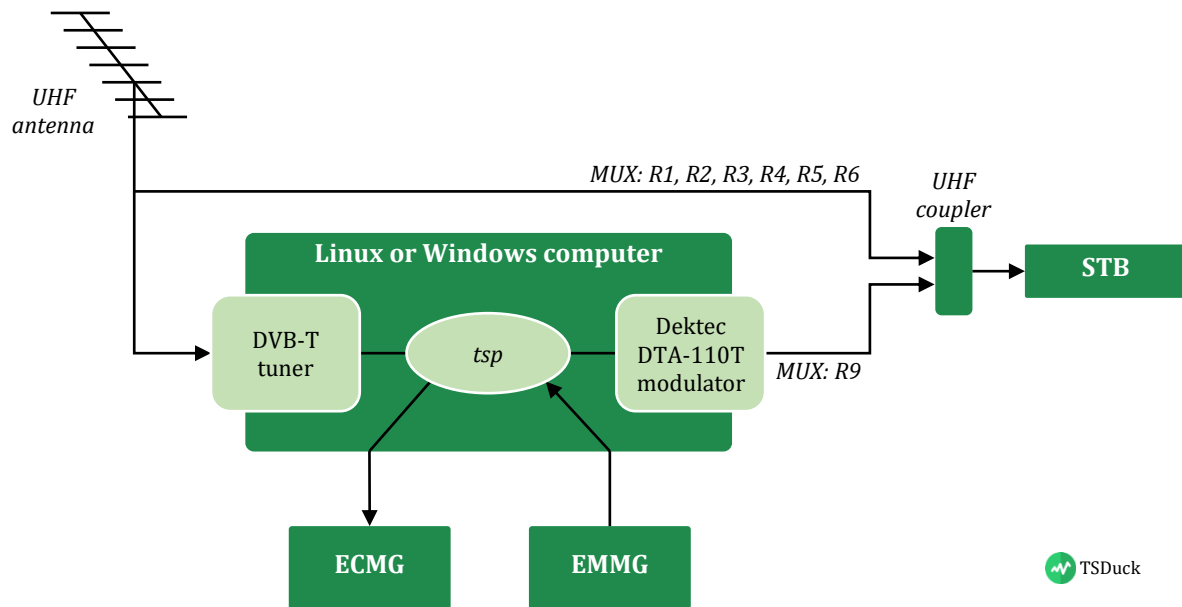 UHF
antenna
MUX: R1, R2, R3, R4, R5, R6
UHF
coupler
Linux or Windows computer
STB
DVB-T
tuner
tsp
Dektec
DTA-110T
modulator
MUX: R9
ECMG
EMMG
TSDuck